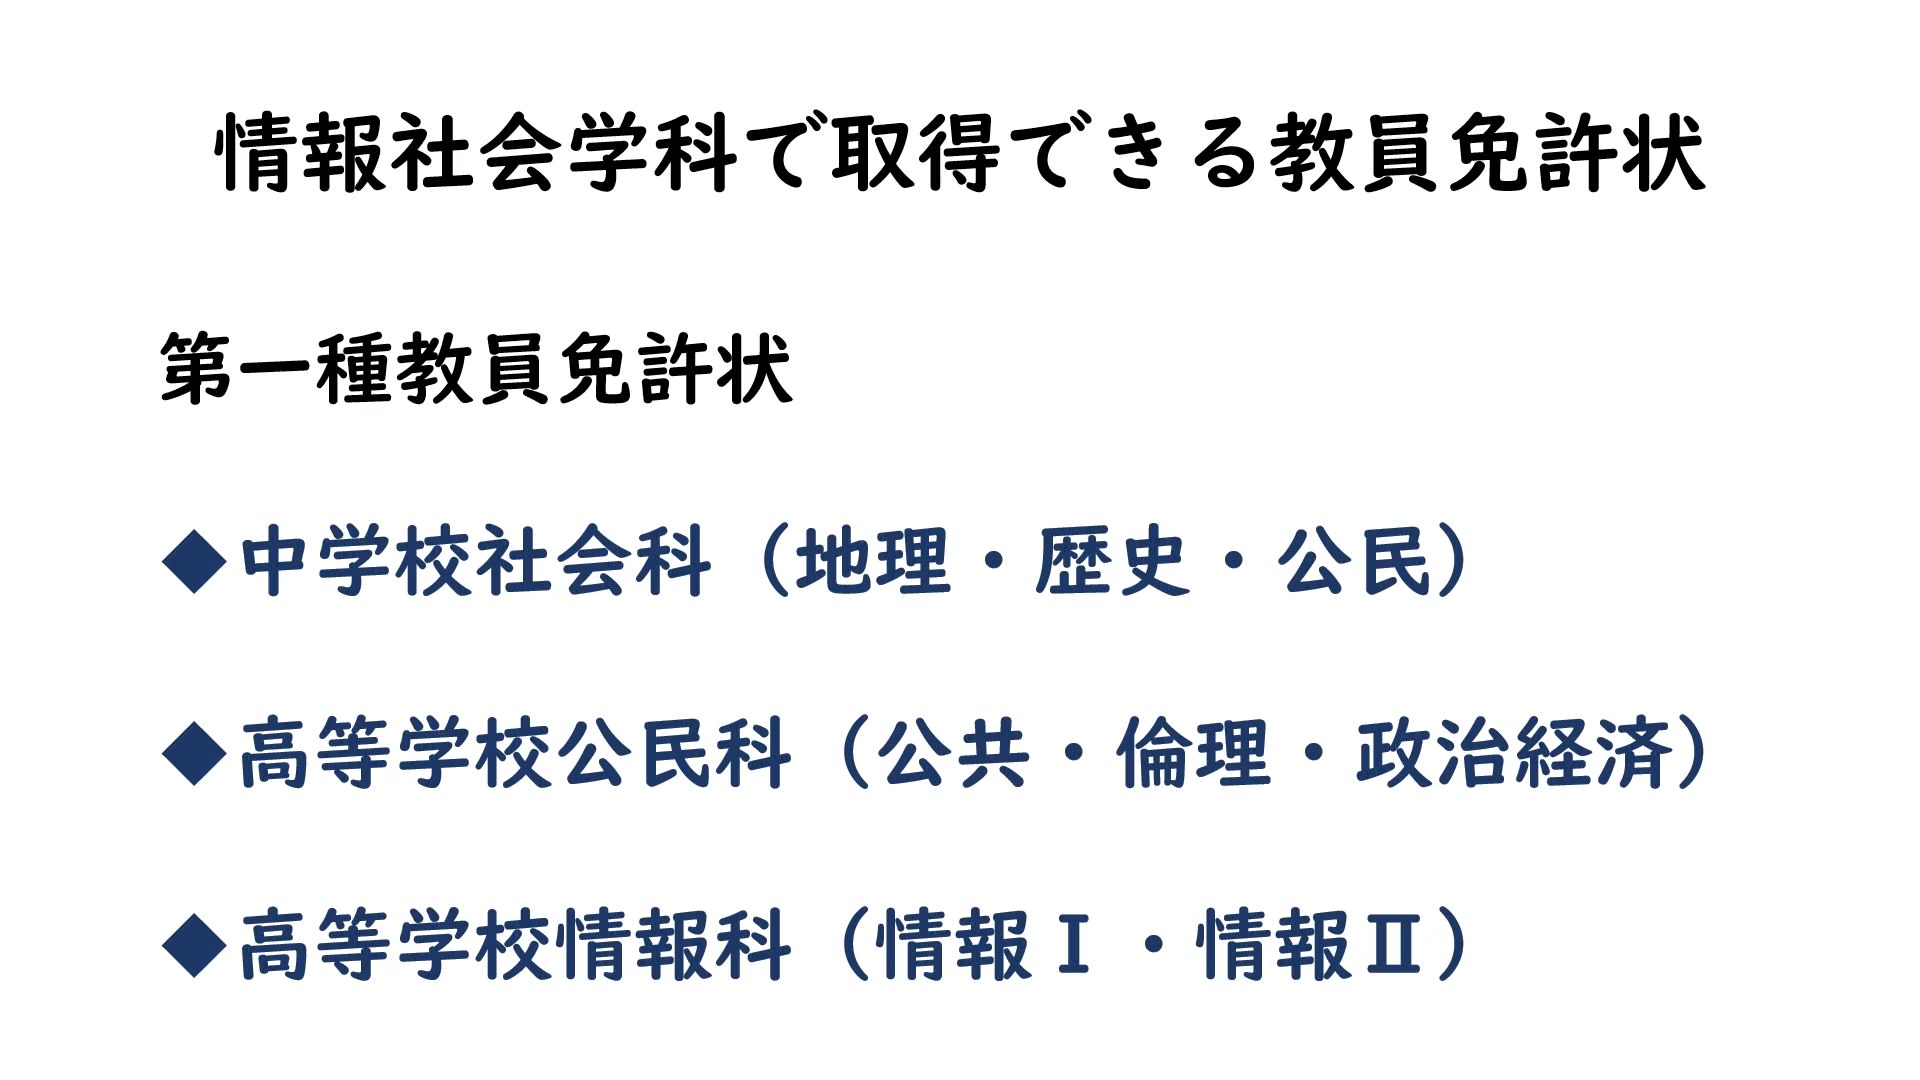 情報社会学科で取得できる教員免許状
第一種教員免許状
◆中学校社会科（地理・歴史・公民）
◆高等学校公民科（公共・倫理・政治経済）
◆高等学校情報科（情報Ⅰ・情報Ⅱ）